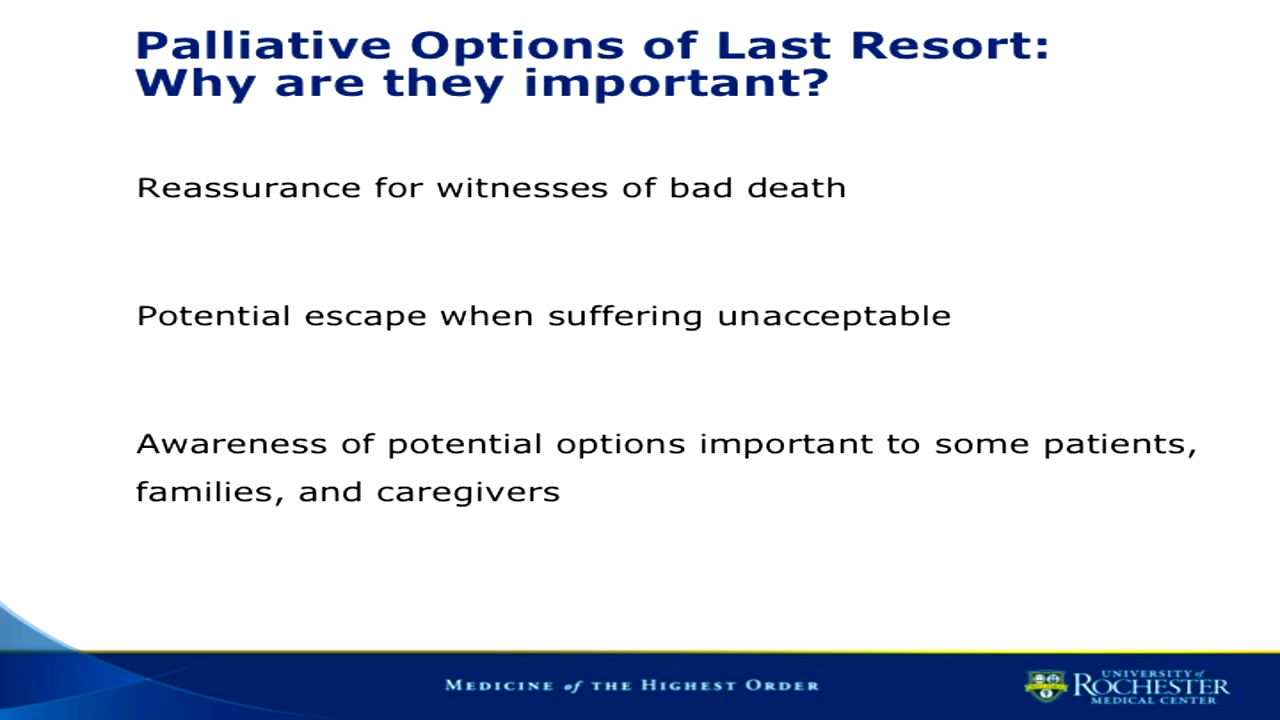 Palliative Options of Last Resort:
Why are they important?
Reassurance for witnesses of bad death
Potential escape when suffering unacceptable
Awareness of potential options important to some patients,
families, and caregivers
MEDICINE of THE HIGHEST ORDER
UNIVERSITY of
ROCHESTER
MEDICAL CENTER